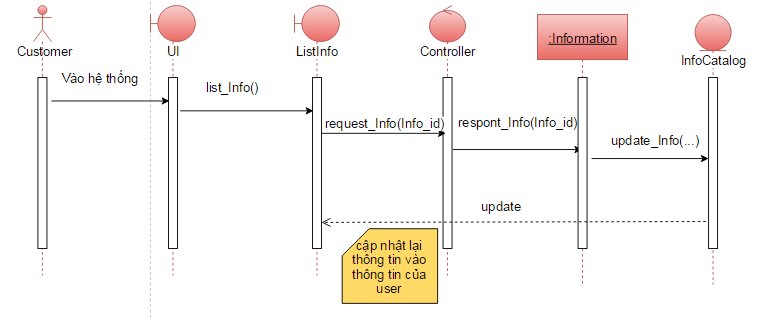 Customer
UI
ListInfo
Controller
:Information
InfoCatalog
Vào hệ thống
list_Info()
request_Info(Info_id)
respont_Info(Info_id)
update_Info(...)
update
cập nhật lại
thông tin vào
thông tin của
user